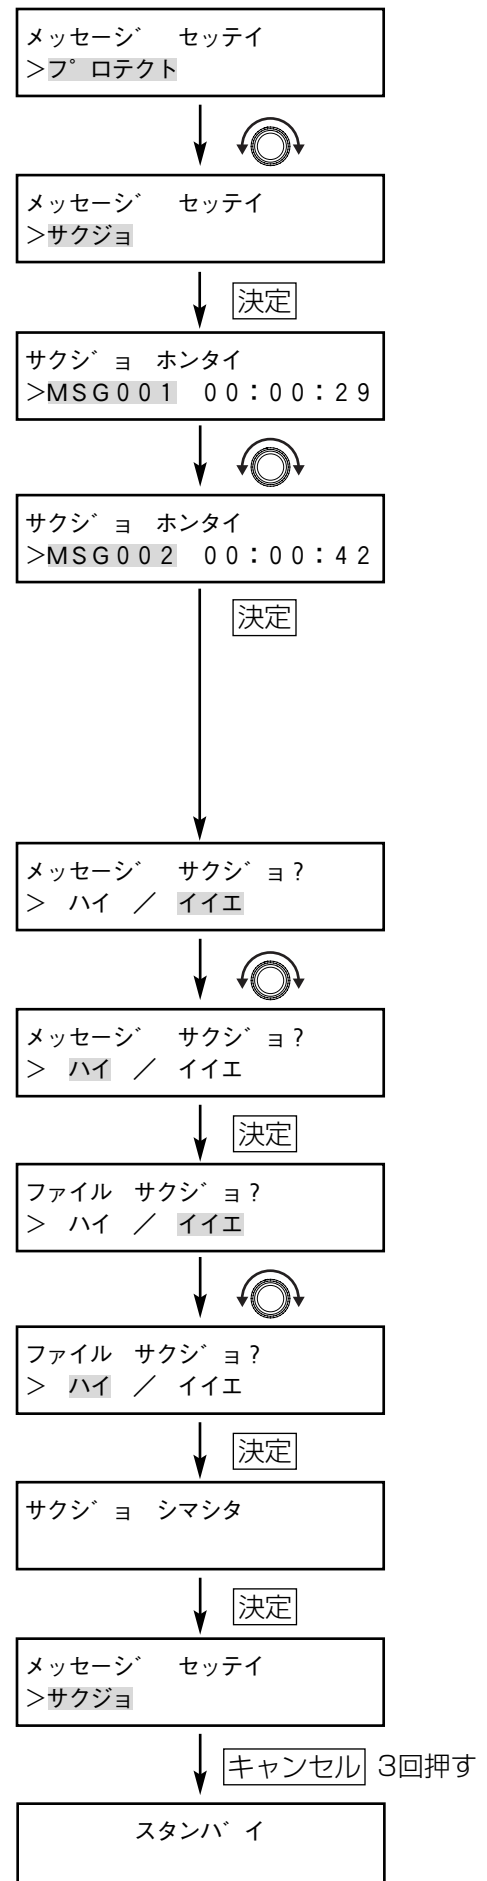 メッセージ　セッテイ
＞プ゜ロテクト
メッセージ　セッテイ
＞サクジョ
決定
サクジョ　ホンタイ
＞MSG001　00：00：29
サクジョ　ホンタイ
＞MSG002　00：00：42
決定
メッセージ　サクジョ？
＞　ハイ　／　イイエ
メッセージ　サクジョ？
＞　ハイ　／　イイエ
決定
ファイル　サクジョ？
＞　ハイ　／　イイエ
ファイル　サクジョ？
＞　ハイ　／　イイエ
決定
サクジョ　シマシタ
決定
メッセージ　セッテイ
＞サクジョ
キャンセル 3回押す
スタンバイ